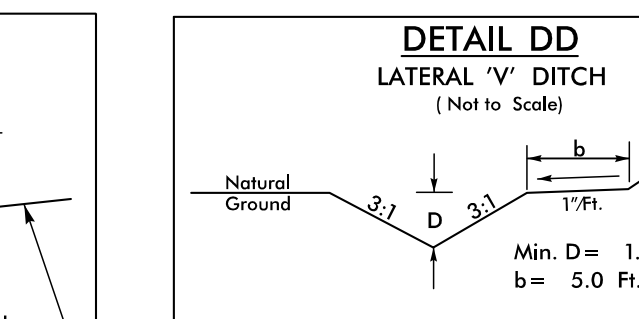 DETAIL DD
LATERAL 'V' DITCH
( Not to Scale)
b
Natural
Ground
3:1
D
3:1
1"/Ft.
Min. D = 1.
b = 5.0 Ft.